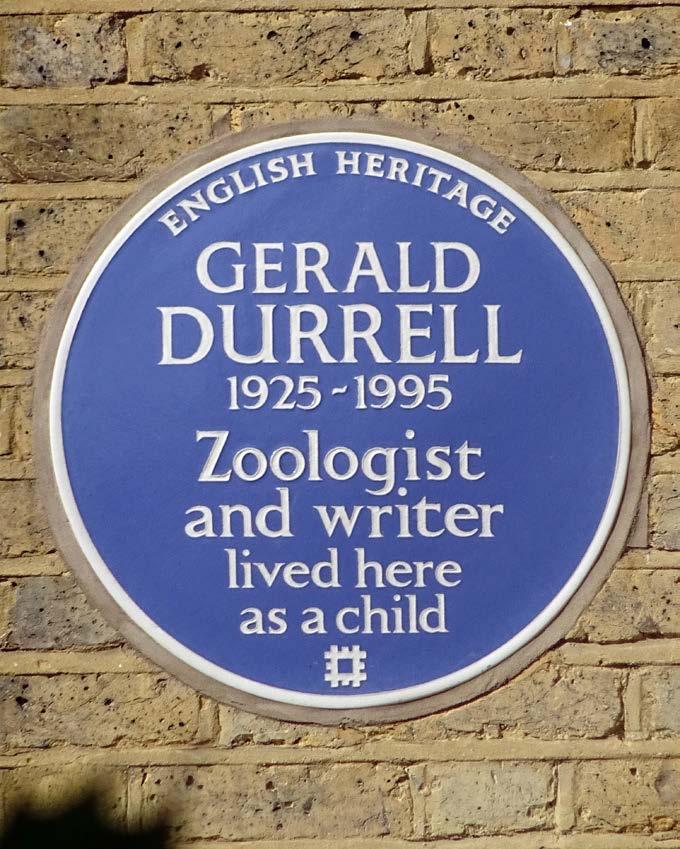 ENGLISH HERITAGE
GERALD
DURRELL
1925-1995
Zoologist
and writer
lived here
as a child